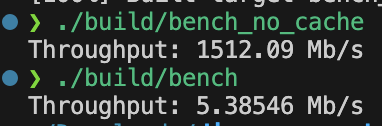 ❯ ./build/bench_no_cache
Throughput: 1512.09 Mb/s
❯ ./build/bench
Throughput: 5.38546 Mb/s